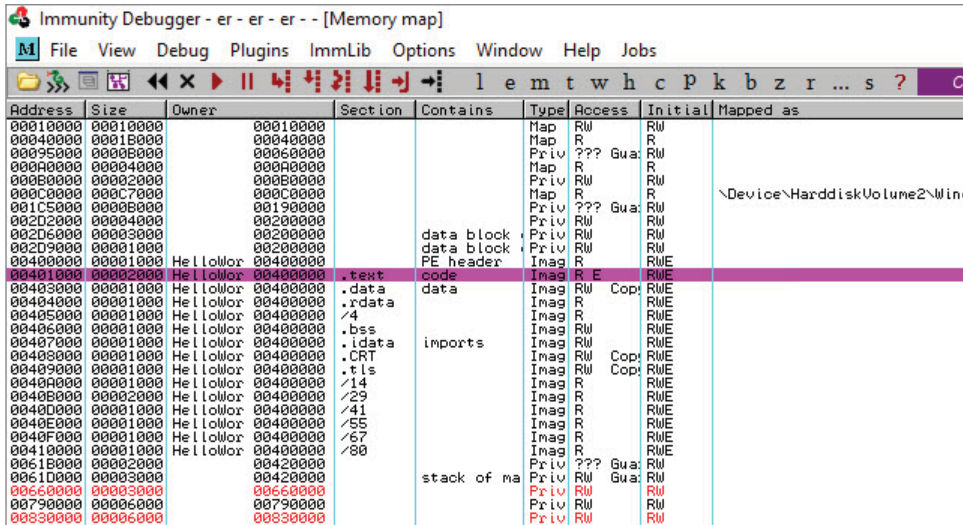 Immunity Debugger - er - er - er - - [Memory map]
M File View Debug Plugins ImmLib Options Window Help Jobs
l e m t w h c P k b z r ... s ?
Address Size Owner Section Contains Type Access Initial Mapped as
00010000 00010000 00010000 Map RW RW
00040000 0001B000 00040000 Map R R
00095000 0000B000 00060000 Priv ??? Gua: RW
000A0000 00004000 000A0000 Map R R
000B0000 00002000 000B0000 Priv RW RW
000C0000 000C7000 000C0000 Map R R \Device\HarddiskVolume2\Win
001C5000 0000B000 00190000 Priv ??? Gua: RW
002D2000 00004000 00200000 Priv RW RW
002D6000 00003000 00200000 data block Priv RW RW
002D9000 00001000 00200000 data block Priv RW RW
00400000 00001000 HelloWor 00400000 PE header Imag R RWE
00401000 00002000 HelloWor 00400000 .text code Imag R E RWE
00403000 00001000 HelloWor 00400000 .data data Imag RW Cop RWE
00404000 00001000 HelloWor 00400000 .rdata Imag R RWE
00405000 00001000 HelloWor 00400000 /4 Imag R RWE
00406000 00001000 HelloWor 00400000 .bss Imag RW RWE
00407000 00001000 HelloWor 00400000 .idata imports Imag RW RWE
00408000 00001000 HelloWor 00400000 .CRT Imag RW Cop RWE
00409000 00001000 HelloWor 00400000 .tls Imag RW Cop RWE
0040A000 00001000 HelloWor 00400000 /14 Imag R RWE
0040B000 00002000 HelloWor 00400000 /29 Imag R RWE
0040D000 00001000 HelloWor 00400000 /41 Imag R RWE
0040E000 00001000 HelloWor 00400000 /55 Imag R RWE
0040F000 00001000 HelloWor 00400000 /67 Imag R RWE
00410000 00001000 HelloWor 00400000 /80 Imag R RWE
0061B000 00002000 00420000 Priv ??? Gua: RW
0061D000 00003000 00420000 stack of ma Priv RW Gua: RW
00660000 00003000 00660000 Priv RW RW
00790000 00006000 00790000 Priv RW RW
00830000 00006000 00830000 Priv RW RW